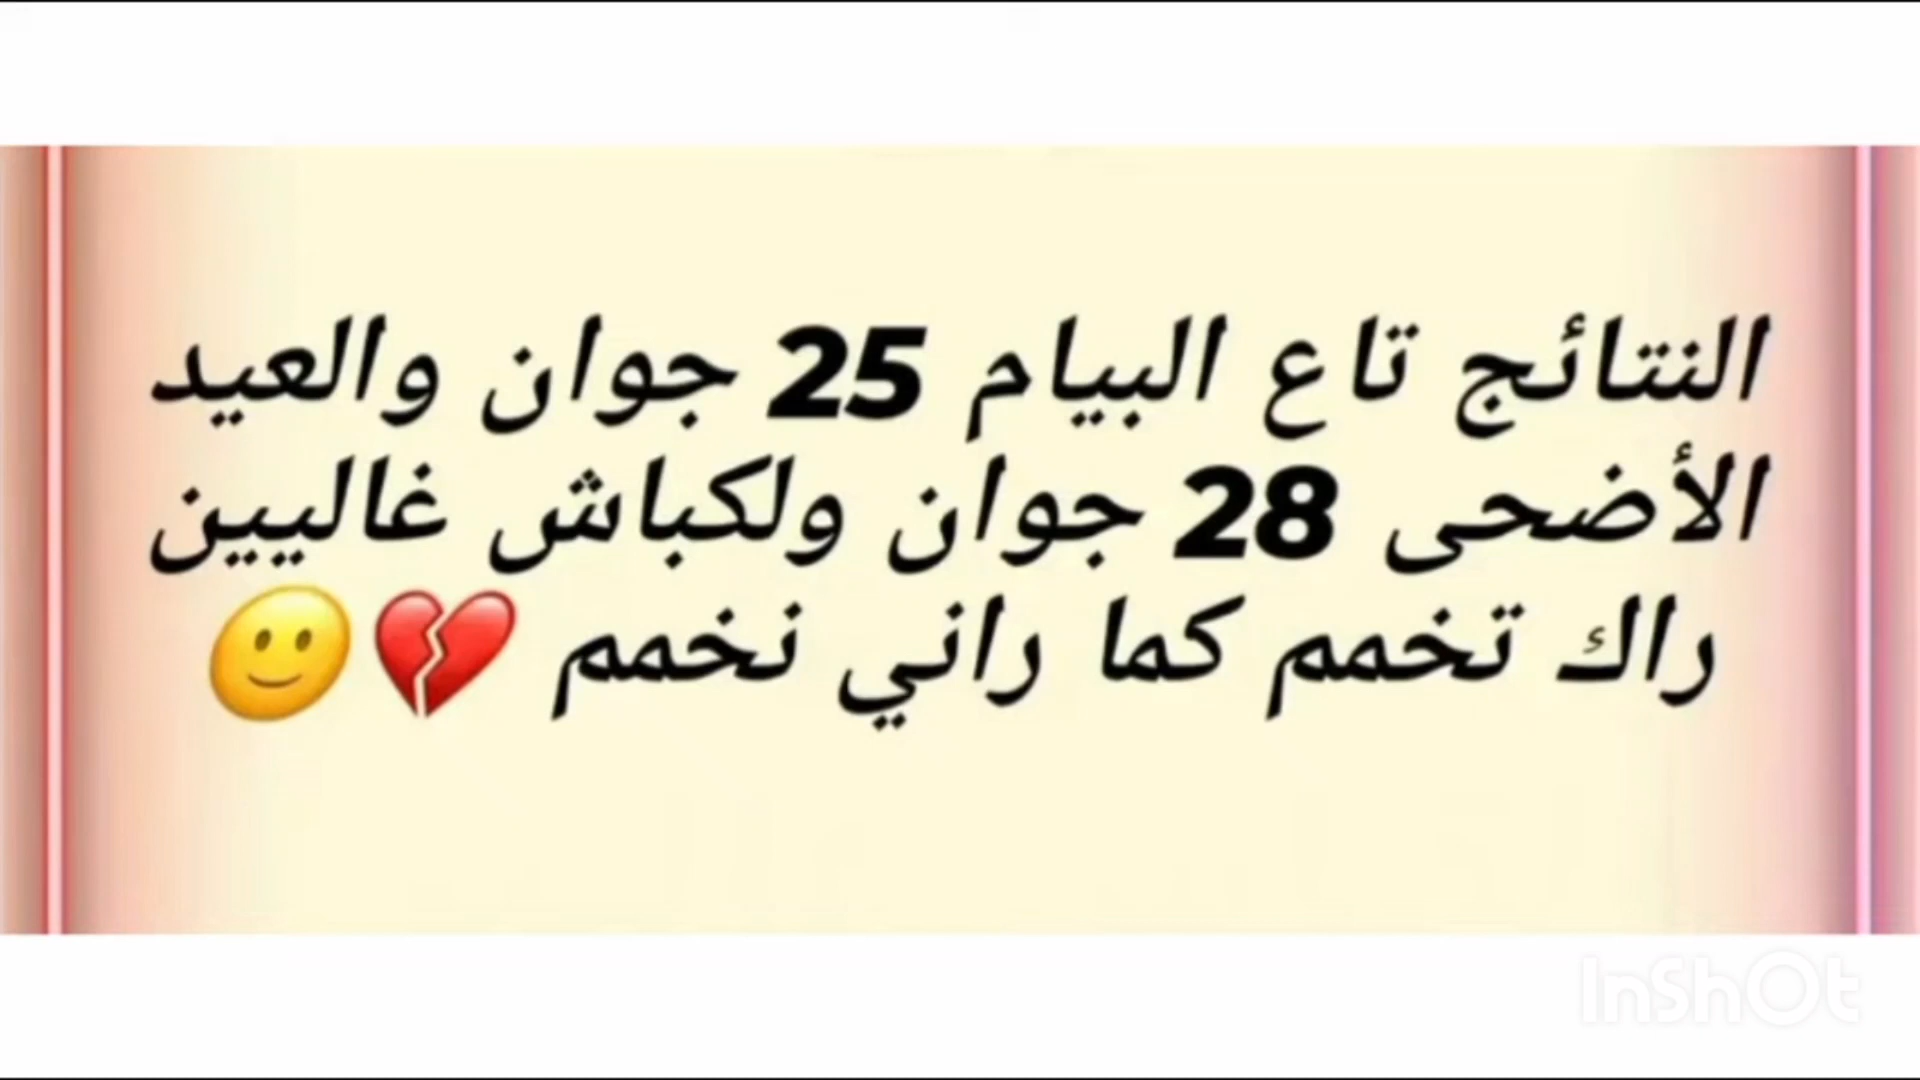 النتائج تاع البيام 25 جوان والعيد
الأضحى 28 جوان ولكباش غاليين
راك تخمم كما راني نخمم 💔🙂
InShOt